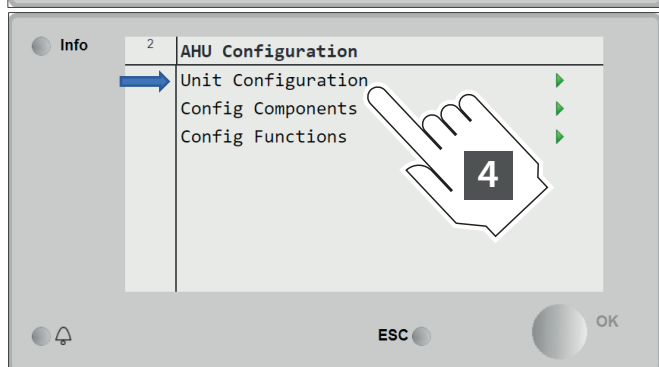 Info
2
AHU Configuration
Unit Configuration
Config Components
Config Functions
4
ESC
OK